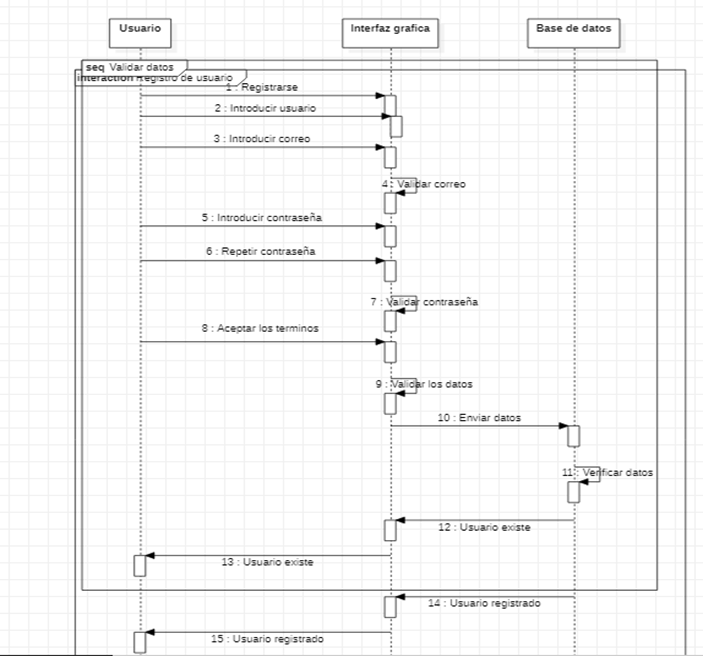 Usuario
Interfaz grafica
Base de datos
seq Validar datos
interaction Registro de usuario
1 : Registrarse
2 : Introducir usuario
3 : Introducir correo
4 : Validar correo
5 : Introducir contraseña
6 : Repetir contraseña
7 : Validar contraseña
8 : Aceptar los terminos
9 : Validar los datos
10 : Enviar datos
11 : Verificar datos
12 : Usuario existe
13 : Usuario existe
14 : Usuario registrado
15 : Usuario registrado